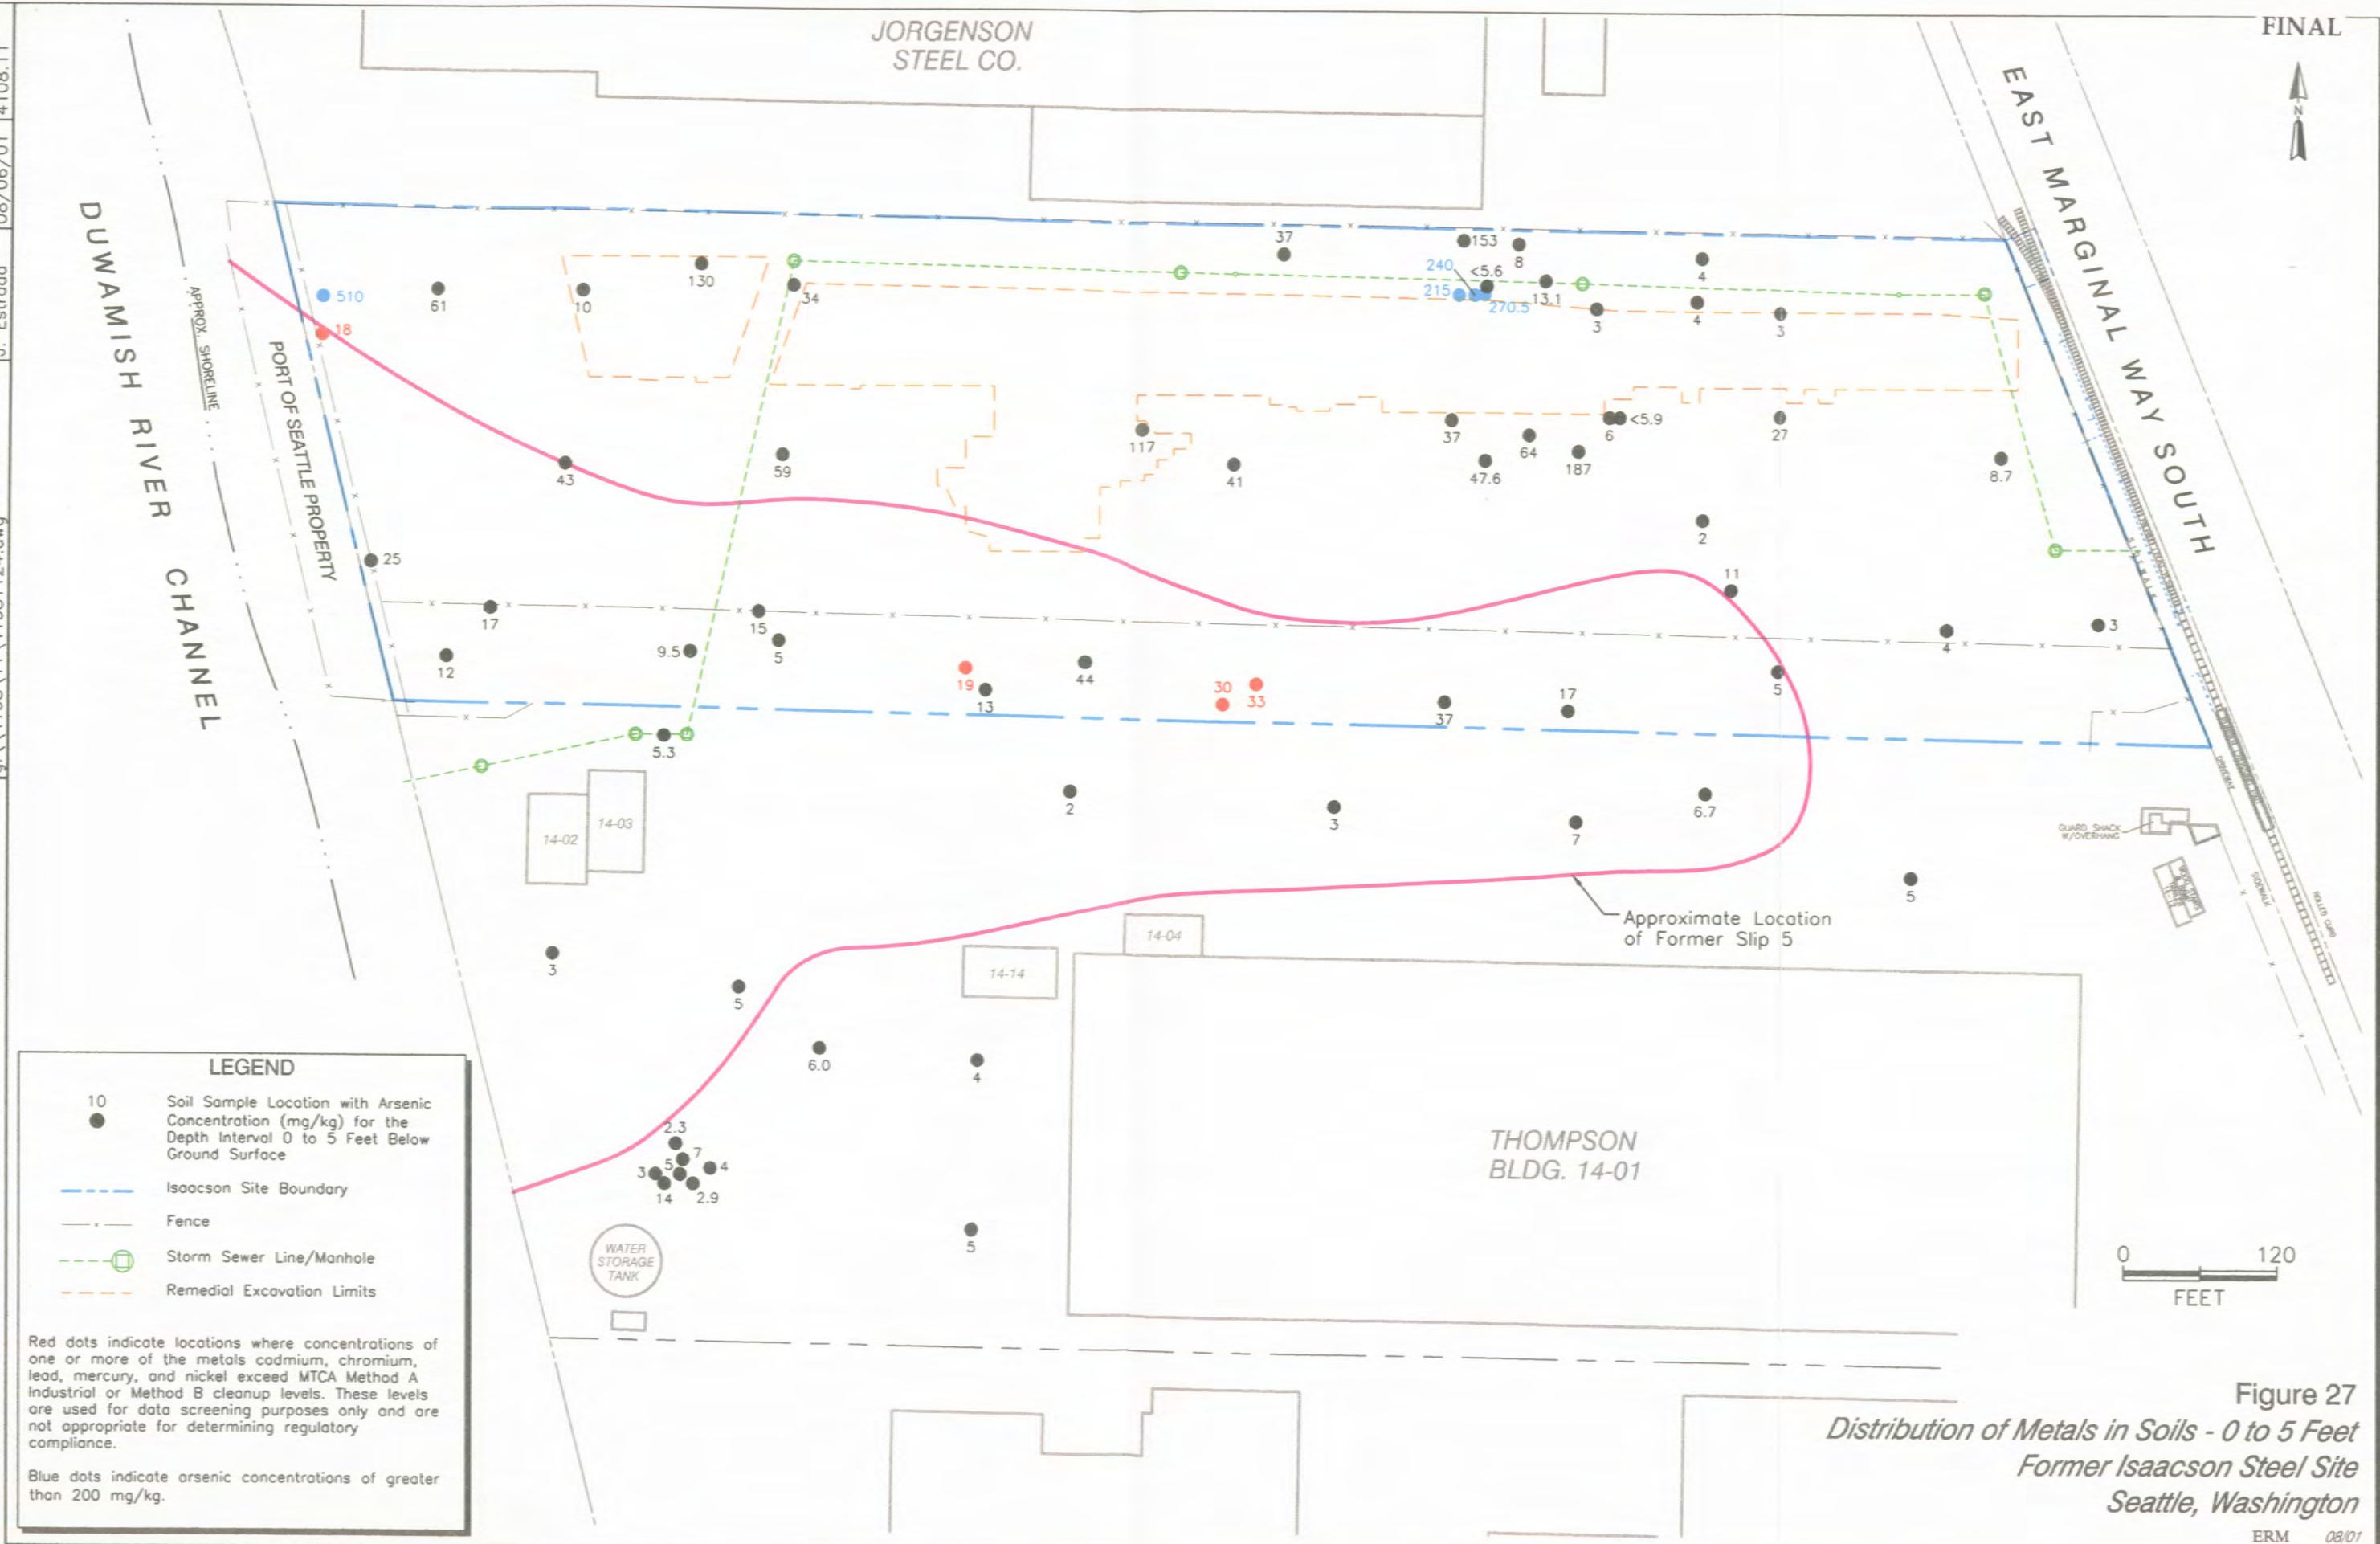 FINAL
JORGENSON
STEEL CO.
N
EAST MARGINAL WAY SOUTH
DUWAMISH RIVER CHANNEL
APPROX. SHORELINE
PORT OF SEATTLE PROPERTY
510
18
61
10
130
34
37
153
8
240
<5.6
215
270.5
13.1
3
4
4
3
43
59
117
41
37
47.6
64
187
6
<5.9
27
8.7
2
25
11
17
12
9.5
15
5
19
13
44
30
33
37
17
5
4
3
SIDEWALK
5.3
2
3
7
6.7
5
14-02
14-03
GUARD SHACK
W/OVERHANG
SIDEWALK
Approximate Location
of Former Slip 5
14-04
14-14
3
5
6.0
4
2.3
7
5
3
4
14
2.9
5
WATER
STORAGE
TANK
THOMPSON
BLDG. 14-01
0 120
FEET
LEGEND
10
Soil Sample Location with Arsenic
Concentration (mg/kg) for the
Depth Interval 0 to 5 Feet Below
Ground Surface
Isaacson Site Boundary
Fence
Storm Sewer Line/Manhole
Remedial Excavation Limits
Red dots indicate locations where concentrations of
one or more of the metals cadmium, chromium,
lead, mercury, and nickel exceed MTCA Method A
Industrial or Method B cleanup levels. These levels
are used for data screening purposes only and are
not appropriate for determining regulatory
compliance.
Blue dots indicate arsenic concentrations of greater
than 200 mg/kg.
Figure 27
Distribution of Metals in Soils - 0 to 5 Feet
Former Isaacson Steel Site
Seattle, Washington
ERM 08/01